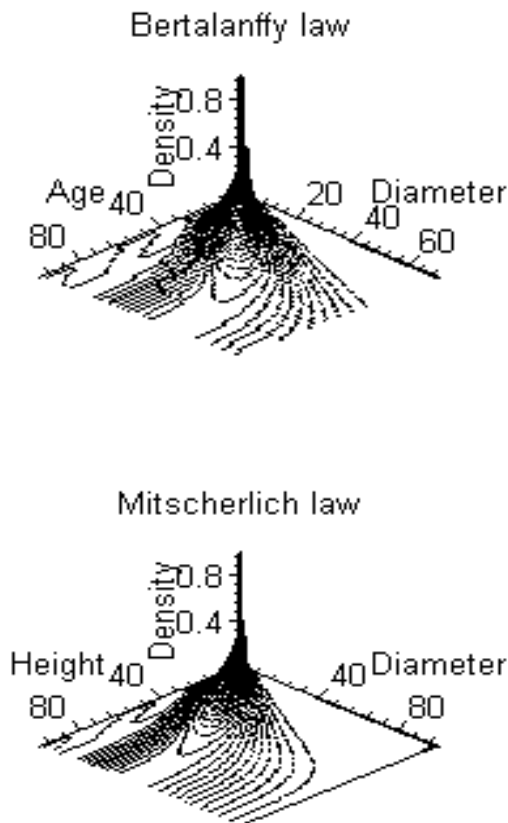 Bertalanffy law
0.8
Density
0.4
Age 40 20 Diameter
80 40 60
Mitscherlich law
0.8
Density
0.4
Height 40 40 Diameter
80 80